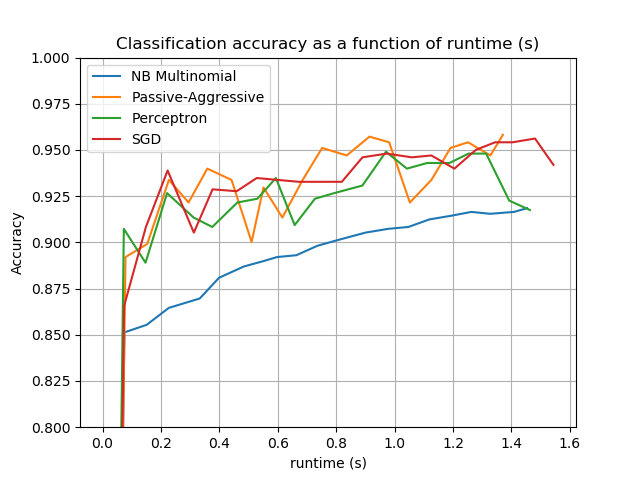 Classification accuracy as a function of runtime (s)
NB Multinomial
Passive-Aggressive
Perceptron
SGD
Accuracy
1.000
0.975
0.950
0.925
0.900
0.875
0.850
0.825
0.800
0.0 0.2 0.4 0.6 0.8 1.0 1.2 1.4 1.6
runtime (s)